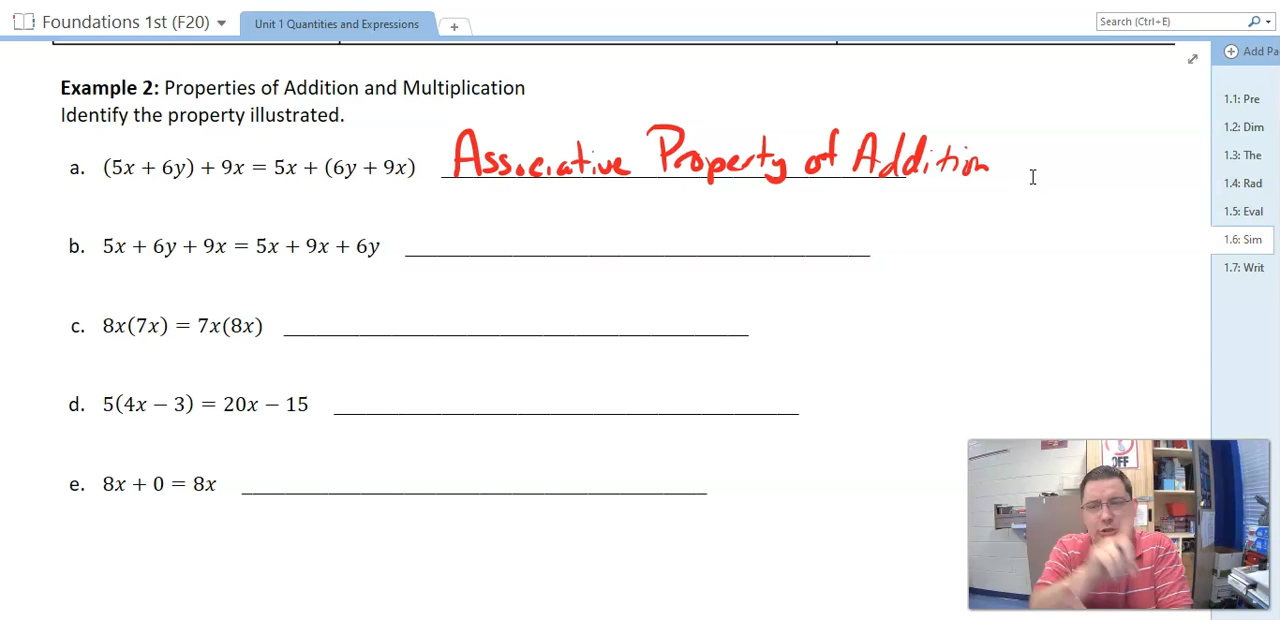 Foundations 1st (F20)
Unit 1 Quantities and Expressions
+
Search (Ctrl+E)
Add Pa
Example 2: Properties of Addition and Multiplication
Identify the property illustrated.
a. (5x + 6y) + 9x = 5x + (6y + 9x) Associative Property of Addition
b. 5x + 6y + 9x = 5x + 9x + 6y
c. 8x(7x) = 7x(8x)
d. 5(4x − 3) = 20x − 15
e. 8x + 0 = 8x
1.1: Pre
1.2: Dim
1.3: The
1.4: Rad
1.5: Eval
1.6: Sim
1.7: Writ
OFF